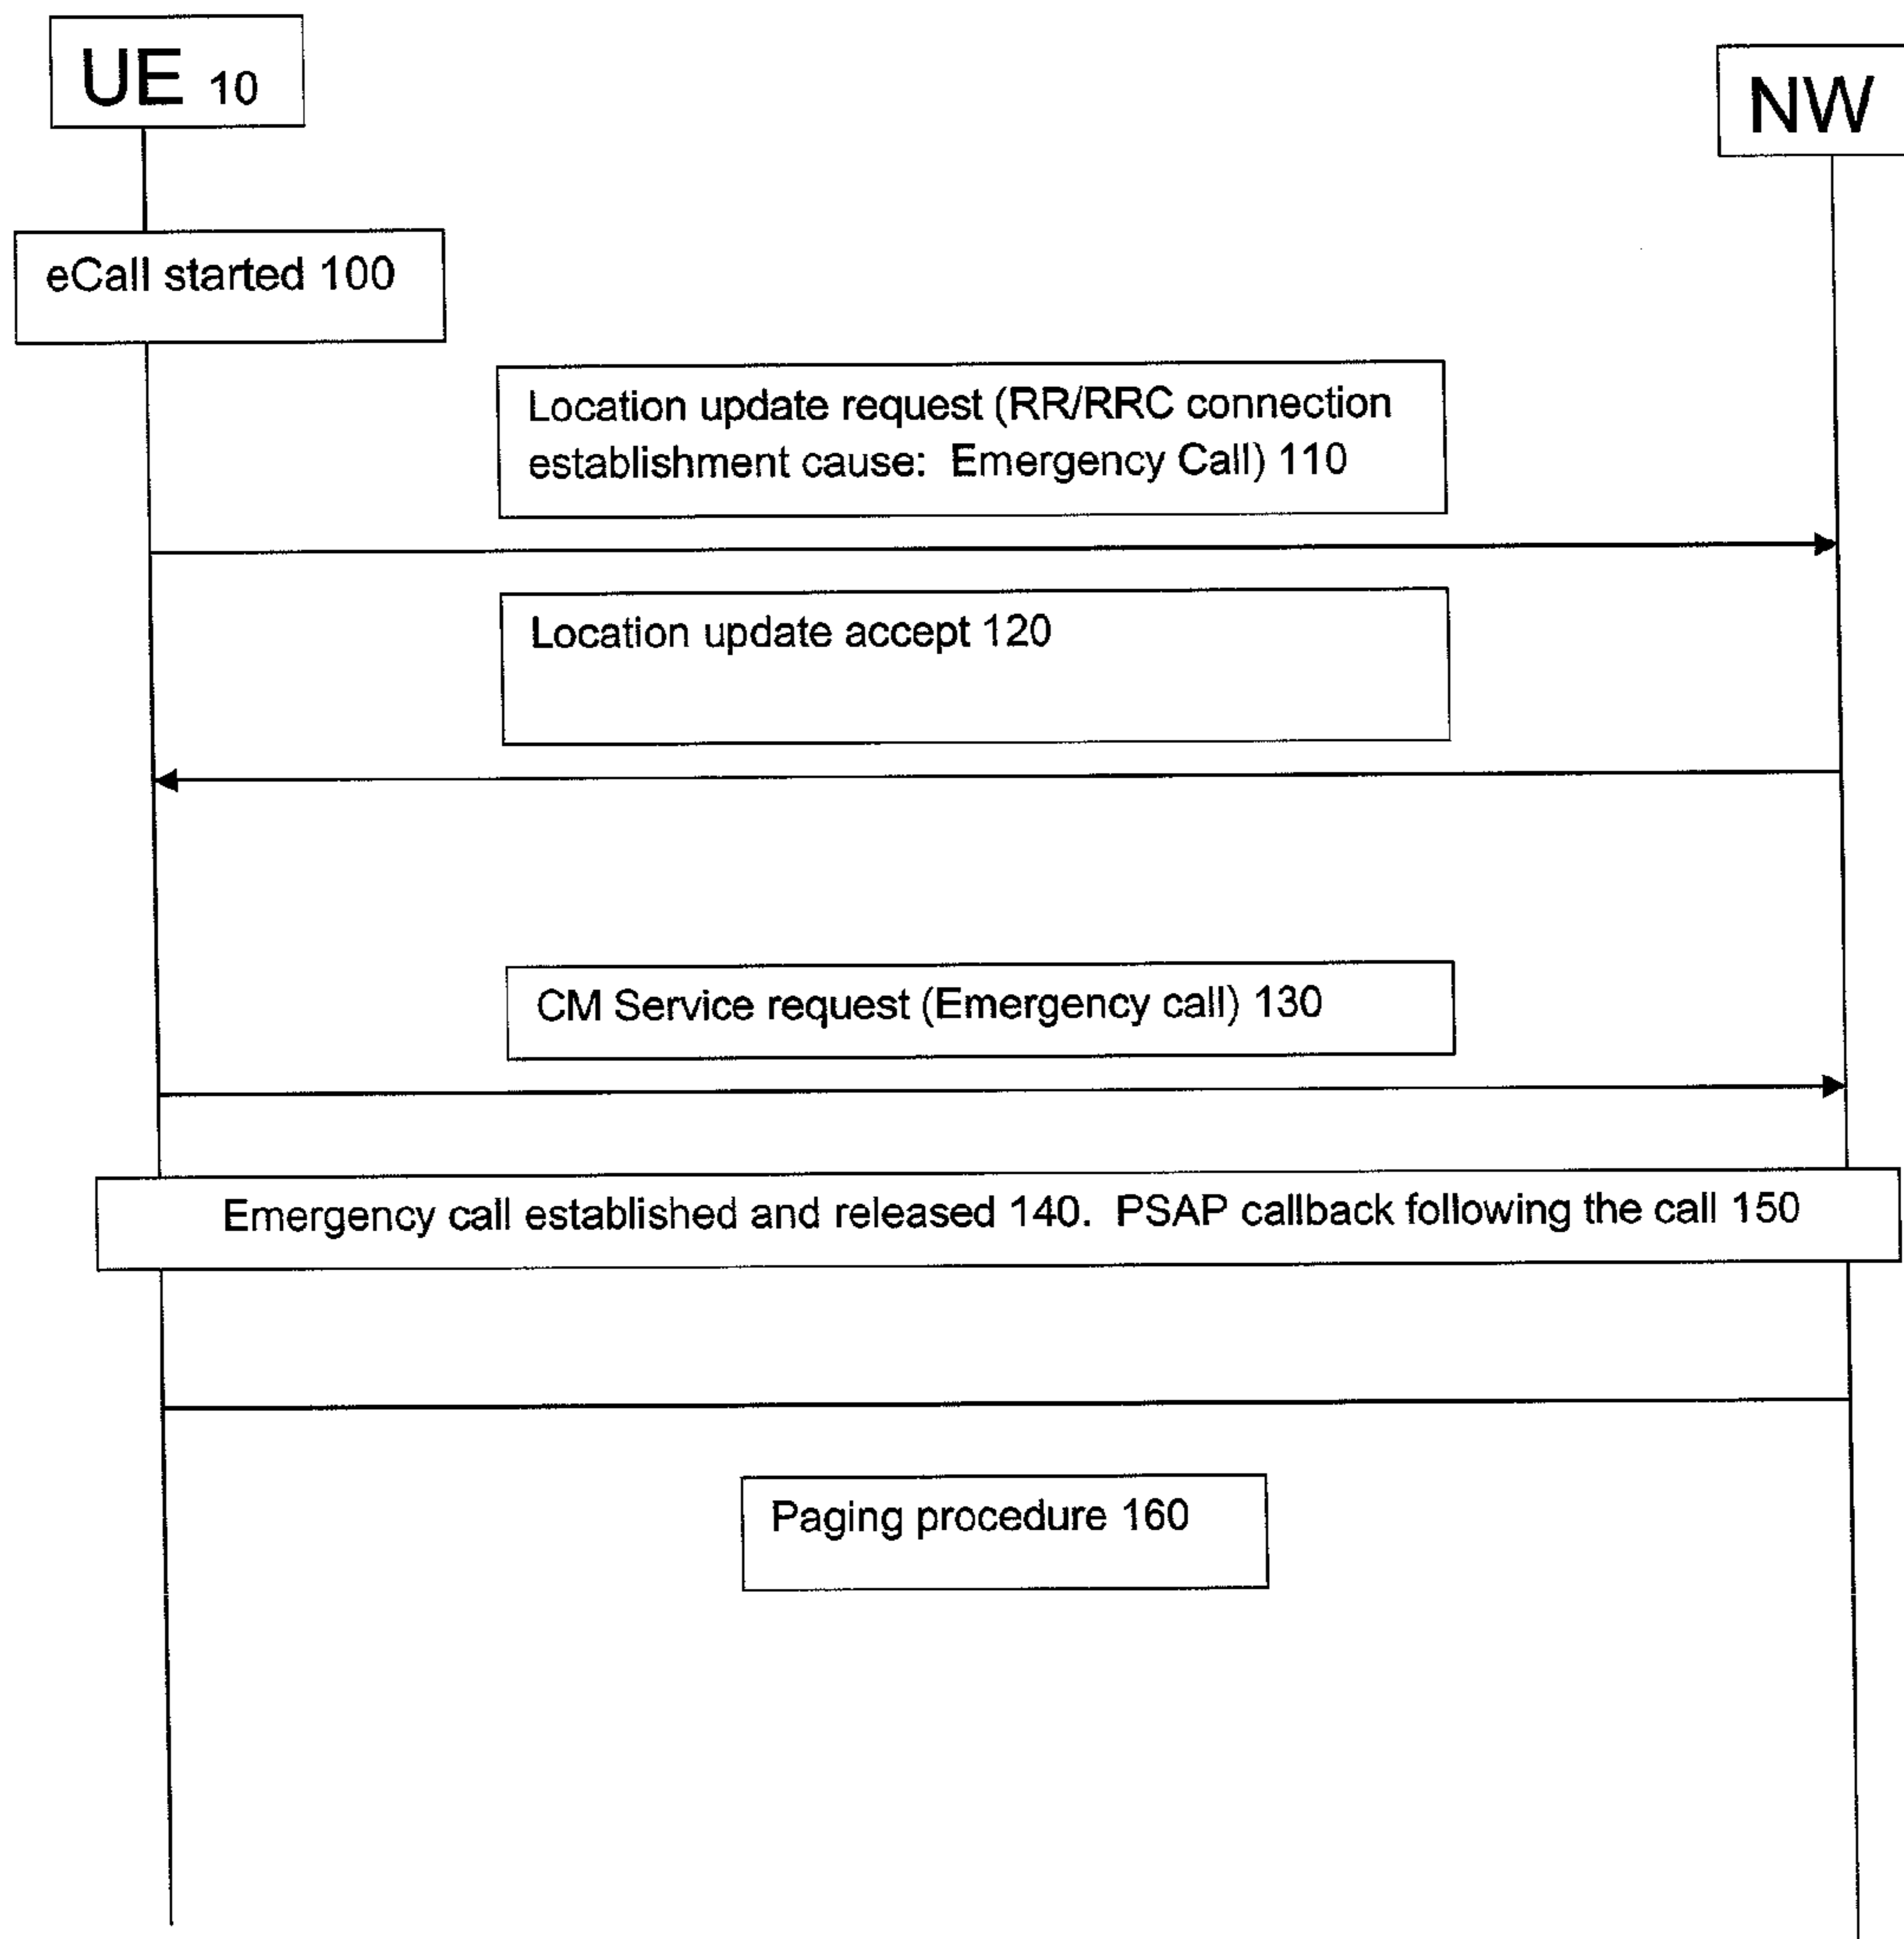 UE 10
NW
eCall started 100
Location update request (RR/RRC connection
establishment cause: Emergency Call) 110
Location update accept 120
CM Service request (Emergency call) 130
Emergency call established and released 140. PSAP callback following the call 150
Paging procedure 160